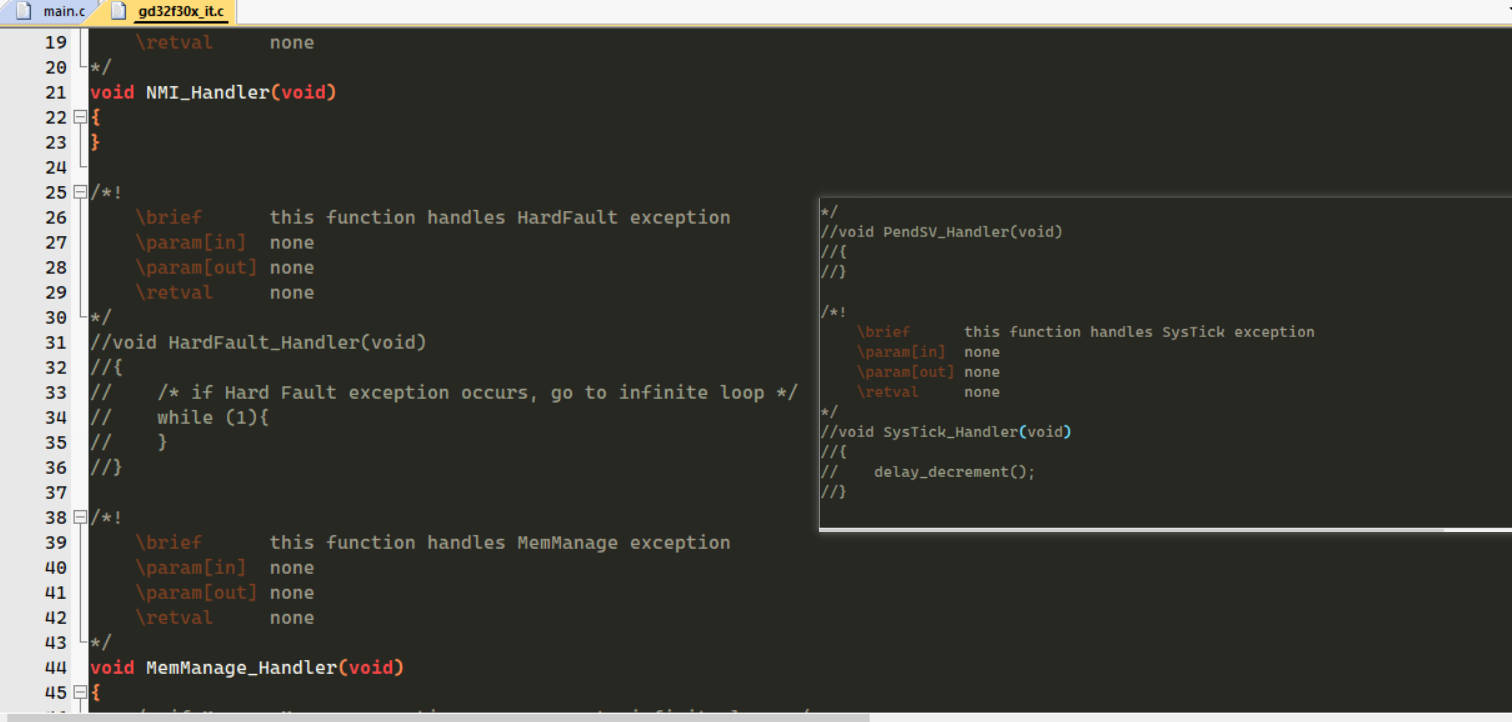 main.c gd32f30x_it.c
19 \retval none
20 */
21 void NMI_Handler(void)
22 {
23 }
24
25 /*!
26 \brief this function handles HardFault exception
27 \param[in] none
28 \param[out] none
29 \retval none
30 */
31 //void HardFault_Handler(void)
32 //{
33 // /* if Hard Fault exception occurs, go to infinite loop */
34 // while (1){
35 // }
36 //}
37
38 /*!
39 \brief this function handles MemManage exception
40 \param[in] none
41 \param[out] none
42 \retval none
43 */
44 void MemManage_Handler(void)
45 {
*/
//void PendSV_Handler(void)
//{
//}
/*!
\brief this function handles SysTick exception
\param[in] none
\param[out] none
\retval none
*/
//void SysTick_Handler(void)
//{
// delay_decrement();
//}